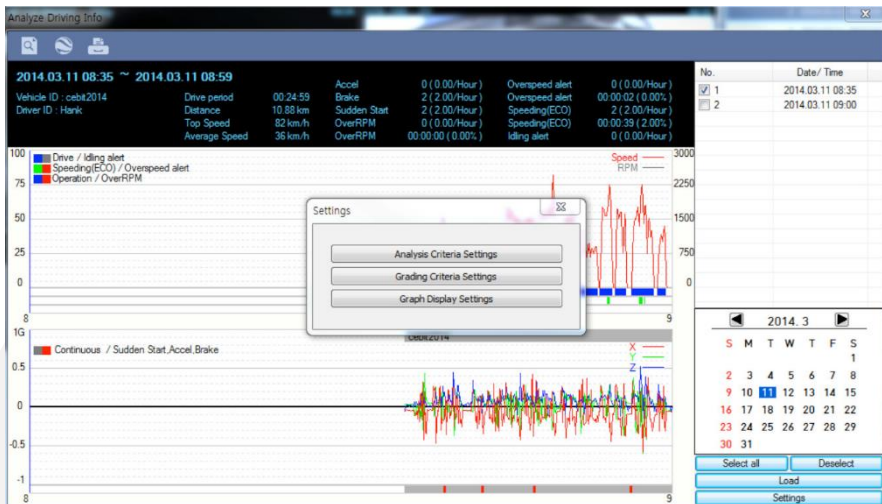 Analyze Driving Info
2014.03.11 08:35 ~ 2014.03.11 08:59
Vehicle ID : cebit2014
Driver ID : Hank
Drive period 00:24:59
Distance 10.88 km
Top Speed 82 km/h
Average Speed 36 km/h
Accel 0 ( 0.00/Hour )
Brake 2 ( 2.00/Hour )
Sudden Start 2 ( 2.00/Hour )
OverRPM 0 ( 0.00/Hour )
OverRPM 00:00:00 ( 0.00% )
Overspeed alert 0 ( 0.00/Hour )
Overspeed alert 00:00:02 ( 0.00% )
Speeding(ECO) 2 ( 2.00/Hour )
Speeding(ECO) 00:00:39 ( 2.00% )
Idling alert 0 ( 0.00/Hour )
No. Date/ Time
1 2014.03.11 08:35
2 2014.03.11 09:00
100 Drive / Idling alert Speed 3000
Speeding(ECO) / Overspeed alert RPM
Operation / OverRPM
75 2250
50 1500
25 750
0 0
8 9
Settings
Analysis Criteria Settings
Grading Criteria Settings
Graph Display Settings
cebit2014
1G
Continuous / Sudden Start,Accel,Brake X
Y
Z
0.5
0
-0.5
-1
8 9
2014. 3
S M T W T F S
1
2 3 4 5 6 7 8
9 10 11 12 13 14 15
16 17 18 19 20 21 22
23 24 25 26 27 28 29
30 31
Select all Deselect
Load
Settings